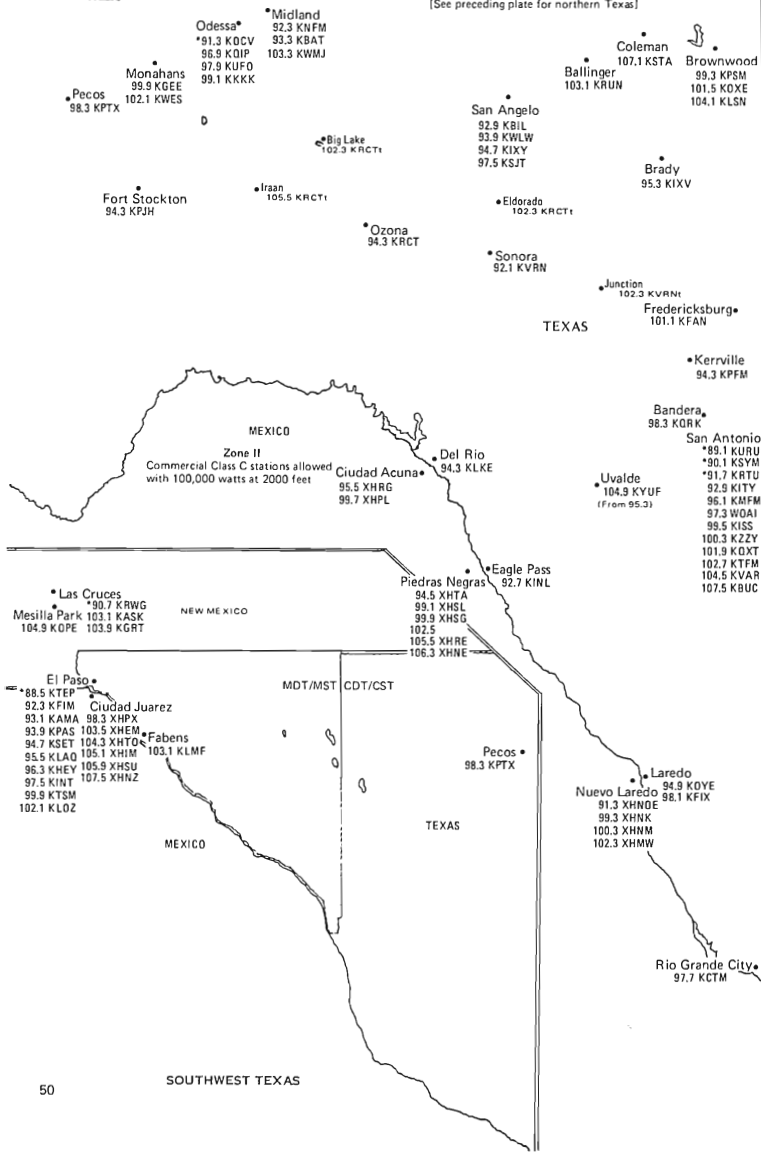 [See preceding plate for northern Texas]
Midland
92.3 KNFM
93.3 KBAT
103.3 KWMJ
Odessa
*91.3 KOCV
96.9 KQIP
97.9 KUFO
99.1 KKKK
Monahans
99.9 KGEE
102.1 KWES
Pecos
98.3 KPTX
Coleman
107.1 KSTA
Brownwood
99.3 KPSM
101.5 KOXE
104.1 KLSN
Ballinger
103.1 KRUN
San Angelo
92.9 KBIL
93.9 KWLW
94.7 KIXY
97.5 KSJT
Big Lake
102.3 KRCTt
Brady
95.3 KIXV
Fort Stockton
94.3 KPJH
Iraan
105.5 KRCTt
Eldorado
102.3 KRCTt
Ozona
94.3 KRCT
Sonora
92.1 KVRN
Junction
102.3 KVRNt
Fredericksburg
101.1 KFAN
TEXAS
Kerrville
94.3 KPFM
Bandera
98.3 KQRK
San Antonio
*89.1 KURU
*90.1 KSYM
*91.7 KRTU
92.9 KITY
96.1 KMFM
97.3 WOAI
99.5 KISS
100.3 KZZY
101.9 KQXT
102.7 KTFM
104.5 KVAR
107.5 KBUC
MEXICO
Zone II
Commercial Class C stations allowed
with 100,000 watts at 2000 feet
Del Rio
94.3 KLKE
Ciudad Acuna
95.5 XHRG
99.7 XHPL
Uvalde
104.9 KYUF
(From 95.3)
Eagle Pass
92.7 KINL
Piedras Negras
94.5 XHTA
99.1 XHSL
99.9 XHSG
102.5
105.5 XHRE
106.3 XHNE
Las Cruces
*90.7 KRWG
103.1 KASK
103.9 KGRT
Mesilla Park
104.9 KOPE
NEW MEXICO
El Paso
*88.5 KTEP
92.3 KFIM
93.1 KAMA
93.9 KPAS
94.7 KSET
95.5 KLAQ
96.3 KHEY
97.5 KINT
99.9 KTSM
102.1 KLOZ
Ciudad Juarez
98.3 XHPX
103.5 XHEM
104.3 XHTO
105.1 XHIM
105.9 XHSU
107.5 XHNZ
Fabens
103.1 KLMF
MDT/MST
CDT/CST
Pecos
98.3 KPTX
TEXAS
MEXICO
Laredo
94.9 KOYE
98.1 KFIX
Nuevo Laredo
91.3 XHNOE
99.3 XHNK
100.3 XHNM
102.3 XHMW
Rio Grande City
97.7 KCTM
SOUTHWEST TEXAS
50